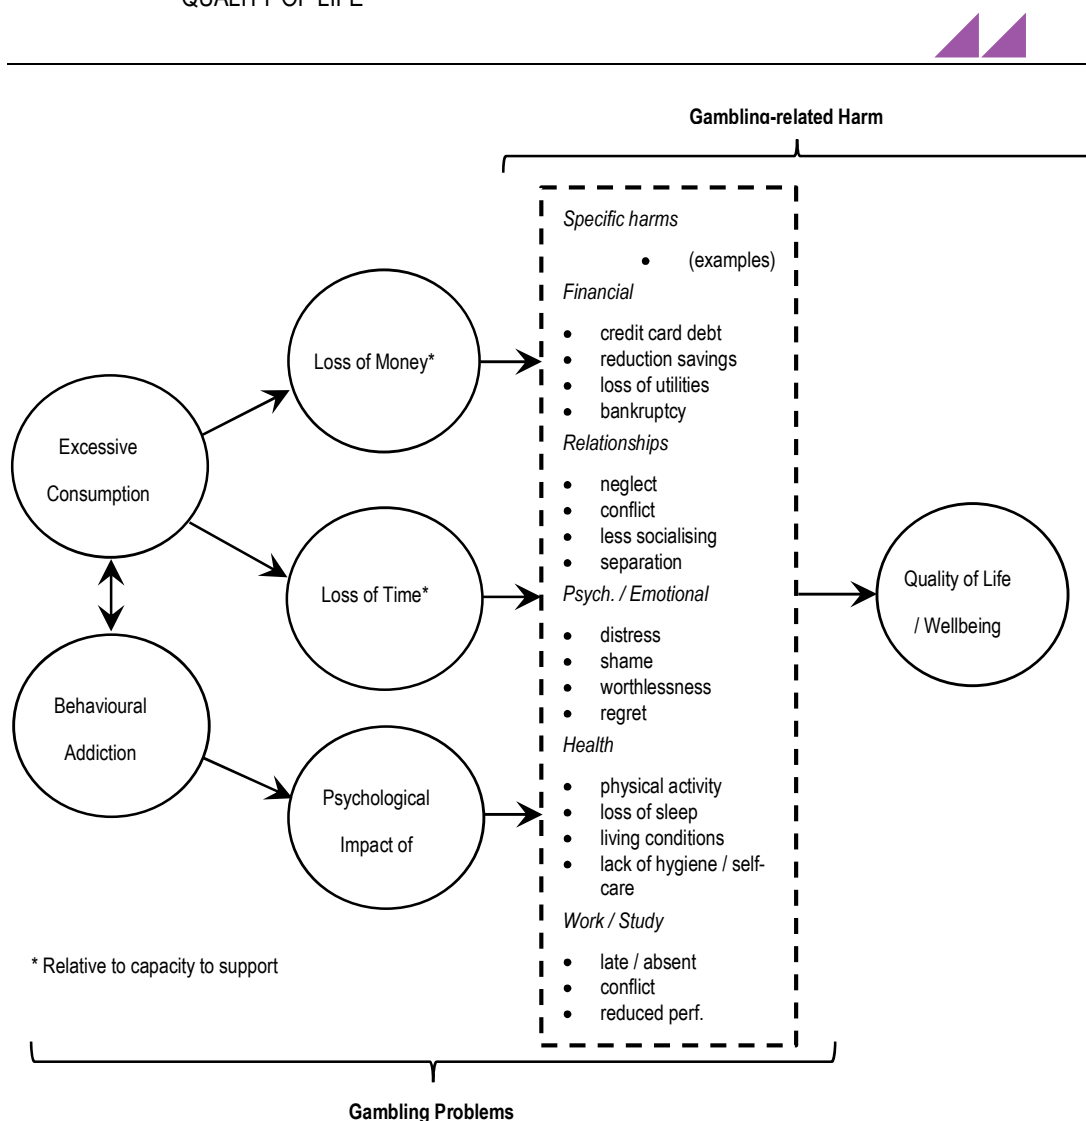 QUALITY OF LIFE
Gambling-related Harm
Specific harms
• (examples)
Financial
• credit card debt
• reduction savings
• loss of utilities
• bankruptcy
Relationships
• neglect
• conflict
• less socialising
• separation
Psych. / Emotional
• distress
• shame
• worthlessness
• regret
Health
• physical activity
• loss of sleep
• living conditions
• lack of hygiene / self-
care
Work / Study
• late / absent
• conflict
• reduced perf.
Loss of Money*
Excessive
Consumption
Loss of Time*
Behavioural
Addiction
Psychological
Impact of
Quality of Life
/ Wellbeing
* Relative to capacity to support
Gambling Problems